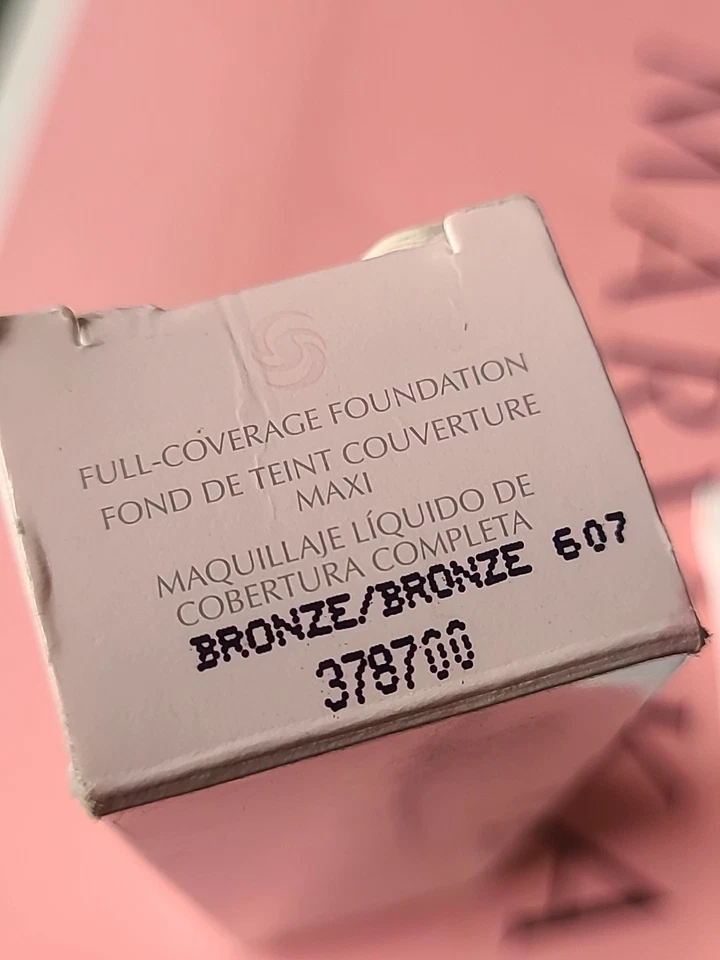 FULL-COVERAGE FOUNDATION
FOND DE TEINT COUVERTURE
MAXI
MAQUILLAJE LÍQUIDO DE
COBERTURA COMPLETA
BRONZE/BRONZE 607
378700